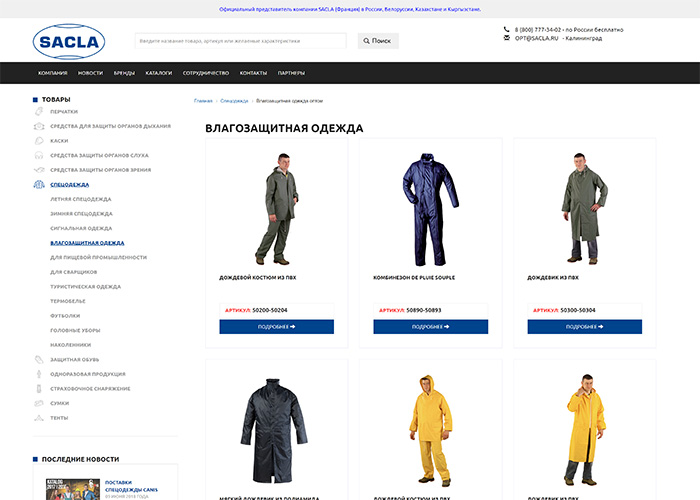 Официальный представитель компании SACLA (Франция) в России, Белоруссии, Казахстане и Кыргызстане.
SACLA
Введите название товара, артикул или желаемые характеристики
Поиск
8 (800) 777-34-02 - по России бесплатно
OPT@SACLA.RU - Калининград
КОМПАНИЯ НОВОСТИ БРЕНДЫ КАТАЛОГИ СОТРУДНИЧЕСТВО КОНТАКТЫ ПАРТНЕРЫ
ТОВАРЫ
ПЕРЧАТКИ
СРЕДСТВА ДЛЯ ЗАЩИТЫ ОРГАНОВ ДЫХАНИЯ
КАСКИ
СРЕДСТВА ЗАЩИТЫ ОРГАНОВ СЛУХА
СРЕДСТВА ЗАЩИТЫ ОРГАНОВ ЗРЕНИЯ
СПЕЦОДЕЖДА
ЛЕТНЯЯ СПЕЦОДЕЖДА
ЗИМНЯЯ СПЕЦОДЕЖДА
СИГНАЛЬНАЯ ОДЕЖДА
ВЛАГОЗАЩИТНАЯ ОДЕЖДА
ДЛЯ ПИЩЕВОЙ ПРОМЫШЛЕННОСТИ
ДЛЯ СВАРЩИКОВ
ТУРИСТИЧЕСКАЯ ОДЕЖДА
ТЕРМОБЕЛЬЕ
ФУТБОЛКИ
ГОЛОВНЫЕ УБОРЫ
НАКОЛЕННИКИ
ЗАЩИТНАЯ ОБУВЬ
ОДНОРАЗОВАЯ ПРОДУКЦИЯ
СТРАХОВОЧНОЕ СНАРЯЖЕНИЕ
СУМКИ
ТЕНТЫ
ПОСЛЕДНИЕ НОВОСТИ
KATALOG
ПОСТАВКИ
СПЕЦОДЕЖДЫ CANIS
Главная - Спецодежда - Влагозащитная одежда оптом
ВЛАГОЗАЩИТНАЯ ОДЕЖДА
ДОЖДЕВОЙ КОСТЮМ ИЗ ПВХ
АРТИКУЛ: 50200-50204
ПОДРОБНЕЕ
КОМБИНЕЗОН DE PLUIE SOUPLE
АРТИКУЛ: 50890-50893
ПОДРОБНЕЕ
ДОЖДЕВИК ИЗ ПВХ
АРТИКУЛ: 50300-50304
ПОДРОБНЕЕ
МЯГКИЙ ДОЖДЕВИК ИЗ ПОЛИАМИДА
ДОЖДЕВОЙ КОСТЮМ ИЗ ПВХ
ДОЖДЕВИК ИЗ ПВХ